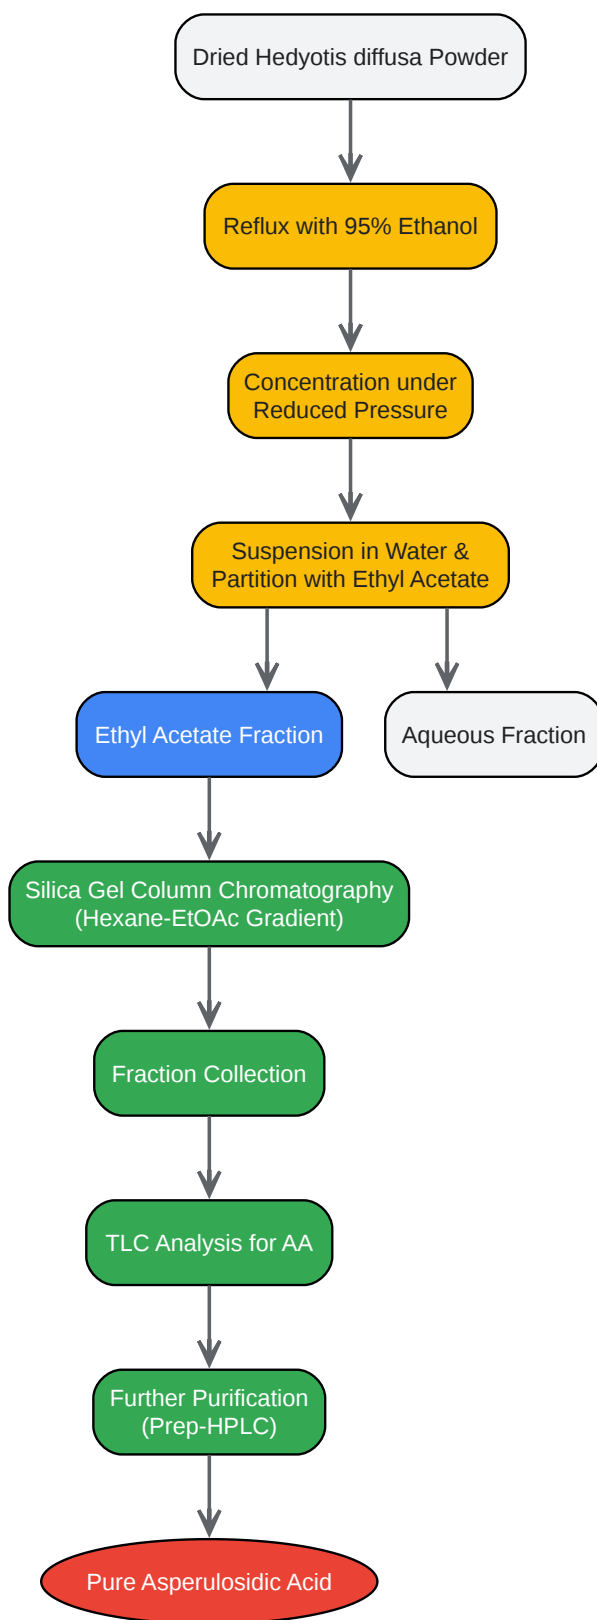 Dried Hedyotis diffusa Powder
Reflux with 95% Ethanol
Concentration under
Reduced Pressure
Suspension in Water &
Partition with Ethyl Acetate
Ethyl Acetate Fraction
Aqueous Fraction
Silica Gel Column Chromatography
(Hexane-EtOAc Gradient)
Fraction Collection
TLC Analysis for AA
Further Purification
(Prep-HPLC)
Pure Asperulosidic Acid